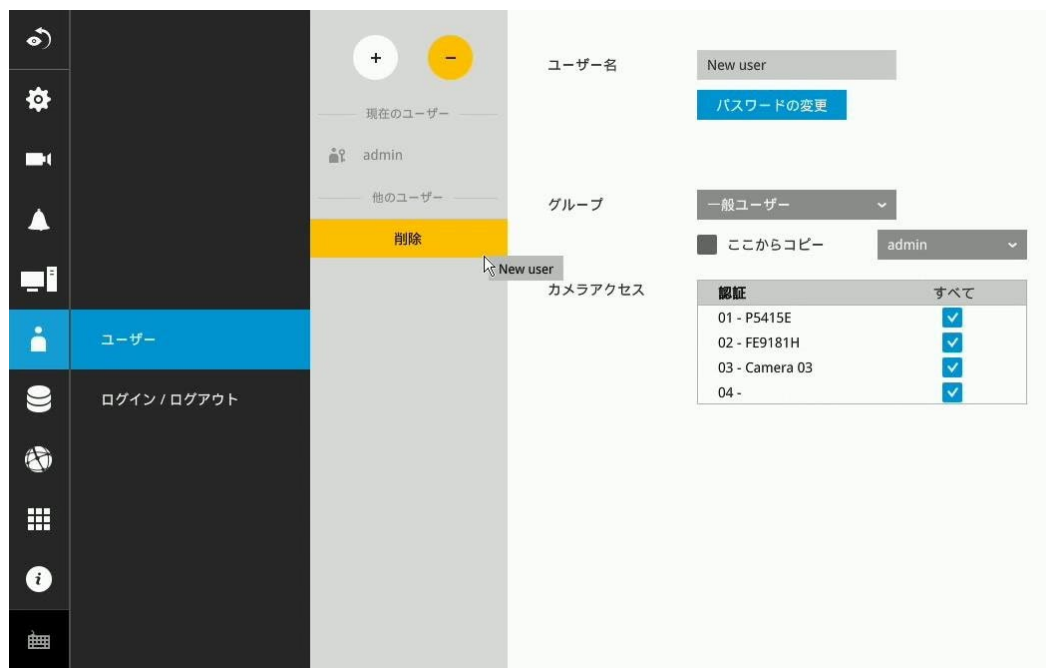 ユーザー
ログイン / ログアウト
+
-
現在のユーザー
admin
他のユーザー
削除
New user
ユーザー名
New user
パスワードの変更
グループ
一般ユーザー
ここからコピー
admin
カメラアクセス
認証 すべて
01 - P5415E
02 - FE9181H
03 - Camera 03
04 -
i